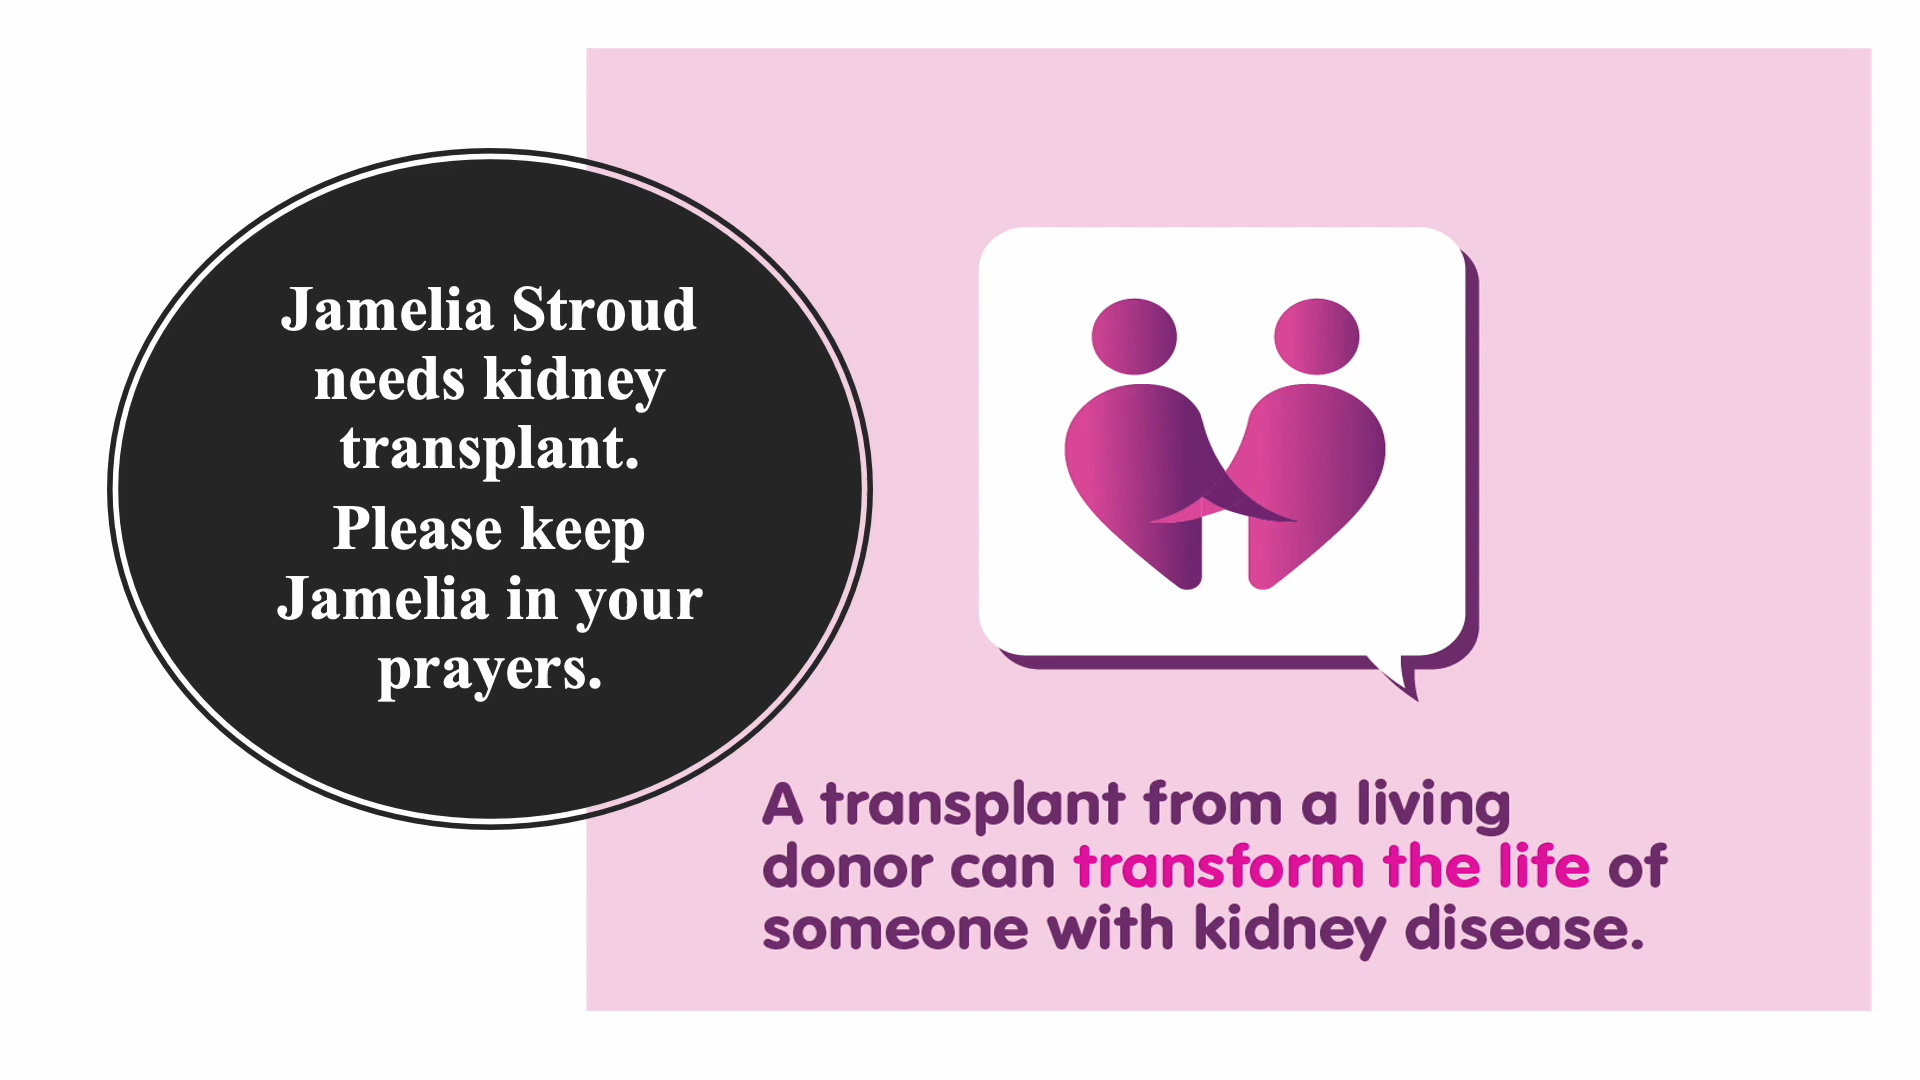 Jamelia Stroud
needs kidney
transplant.
Please keep
Jamelia in your
prayers.
A transplant from a living
donor can transform the life of
someone with kidney disease.